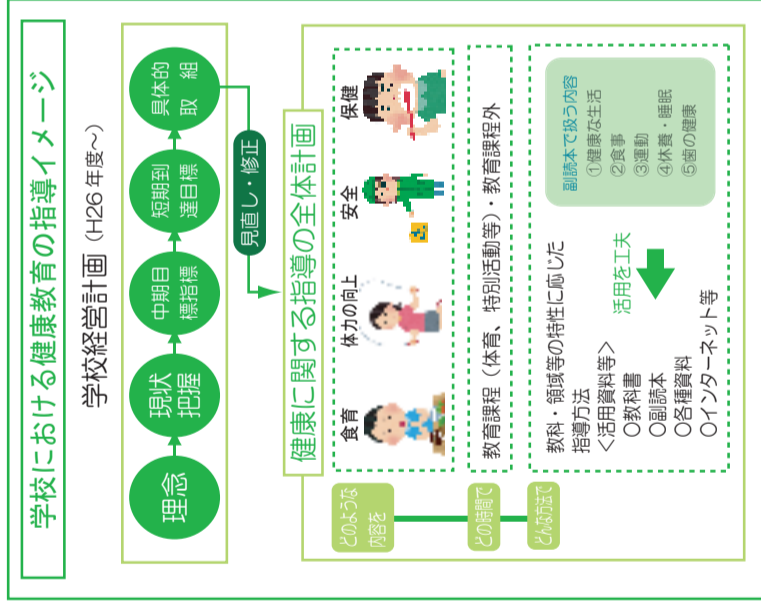 学校における健康教育の指導イメージ
学校経営計画（H26年度～）
理念
現状
把握
中期目
標指標
短期到
達目標
具体的
取　組
見直し・修正
健康に関する指導の全体計画
どのような
内容を
食育
体力の向上
安全
保健
どの時間で
教育課程（体育、特別活動等）・教育課程外
どんな方法で
教科・領域等の特性に応じた
指導方法
＜活用資料等＞
○教科書
○副読本
○各種資料
○インターネット等
活用を工夫
副読本で扱う内容
①健康な生活
②食事
③運動
④休養・睡眠
⑤歯の健康